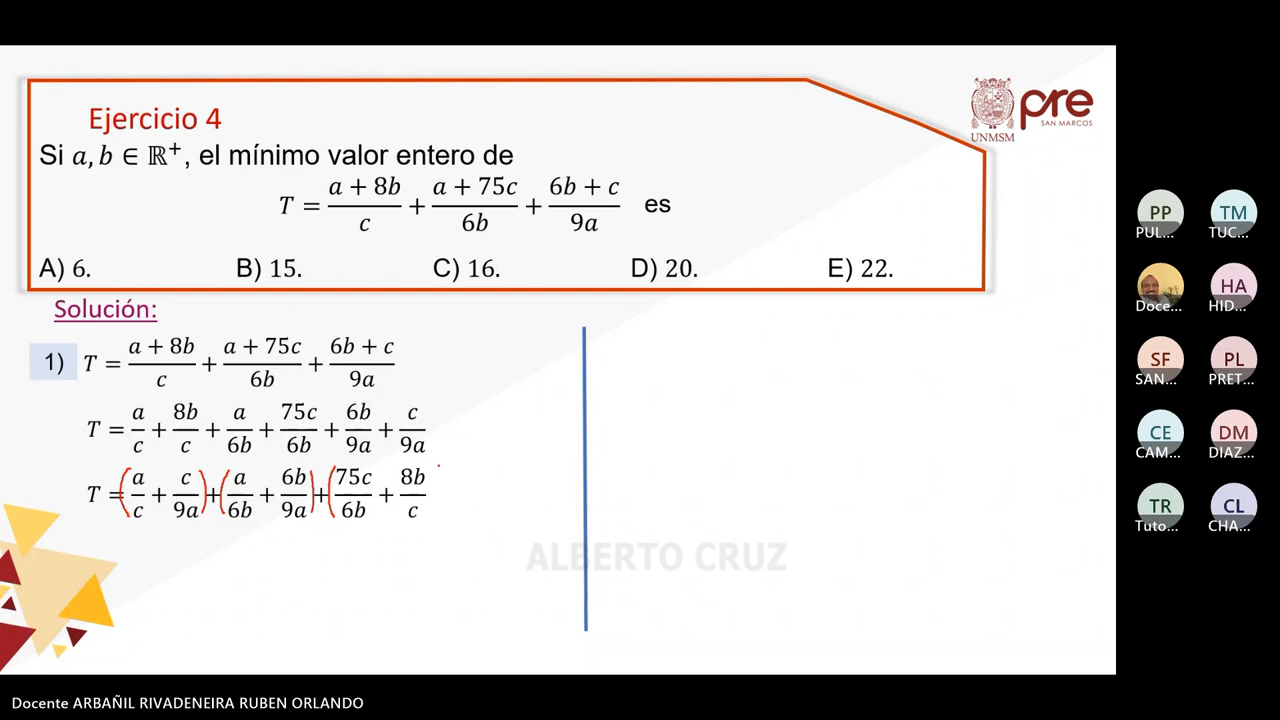 pre
SAN MARCOS
UNMSM
Ejercicio 4
Si a, b ∈ ℝ⁺, el mínimo valor entero de
T = (a + 8b)/c + (a + 75c)/(6b) + (6b + c)/(9a) es
A) 6. B) 15. C) 16. D) 20. E) 22.
Solución:
1) T = (a + 8b)/c + (a + 75c)/(6b) + (6b + c)/(9a)
T = a/c + 8b/c + a/(6b) + 75c/(6b) + 6b/(9a) + c/(9a)
T = (a/c + c/(9a)) + (a/(6b) + 6b/(9a)) + (75c/(6b) + 8b/c
ALBERTO CRUZ
PP TM
PUL... TUC...
HA
Doce... HID...
SF PL
SAN... PRET...
CE DM
CAM... DIAZ...
TR CL
Tuto... CHA...
Docente ARBAÑIL RIVADENEIRA RUBEN ORLANDO